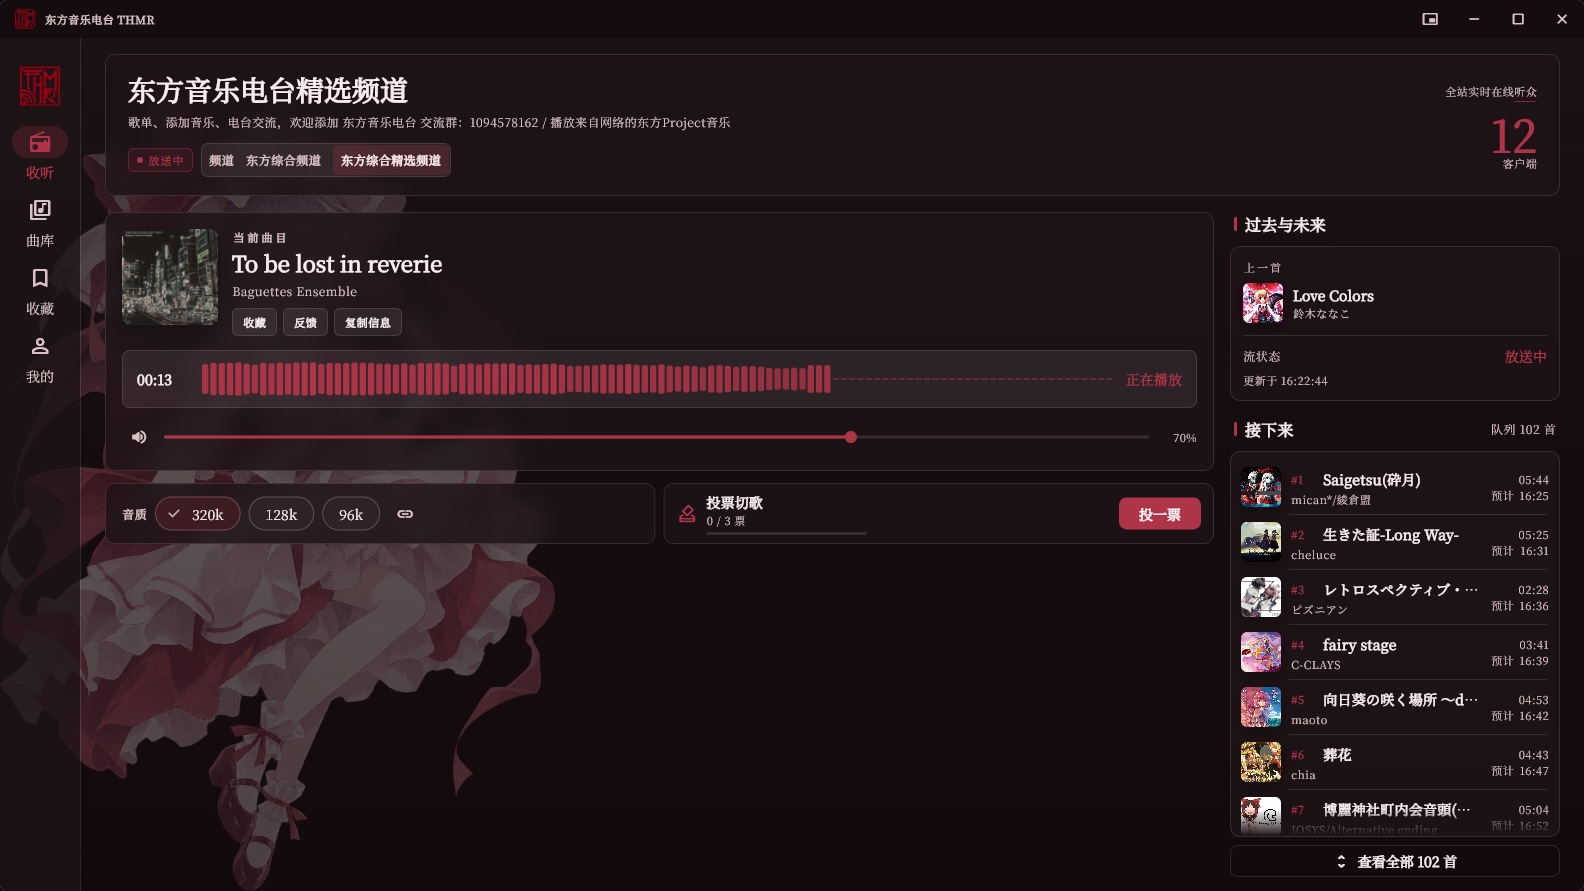 东方音乐电台 THMR
收听
曲库
收藏
我的
东方音乐电台精选频道
歌单、添加音乐、电台交流，欢迎添加 东方音乐电台 交流群：1094578162 / 播放来自网络的东方Project音乐
放送中
频道 东方综合频道 东方综合精选频道
全站实时在线听众
12
客户端
当前曲目
To be lost in reverie
Baguettes Ensemble
收藏 反馈 复制信息
00:13
正在播放
70%
音质 320k 128k 96k
投票切歌
0 / 3 票
投一票
过去与未来
上一首
Love Colors
鈴木ななこ
流状态 放送中
更新于 16:22:44
接下来 队列 102 首
#1 Saigetsu(砕月) 05:44
mican*/綾倉盟 预计 16:25
#2 生きた証-Long Way- 05:25
cheluce 预计 16:31
#3 レトロスペクティブ・… 02:28
ビズニアン 预计 16:36
#4 fairy stage 03:41
C-CLAYS 预计 16:39
#5 向日葵の咲く場所 〜d… 04:53
maoto 预计 16:42
#6 葬花 04:43
chia 预计 16:47
#7 博麗神社町内会音頭(… 05:04
IOSYS/Alternative ending 预计 16:52
查看全部 102 首